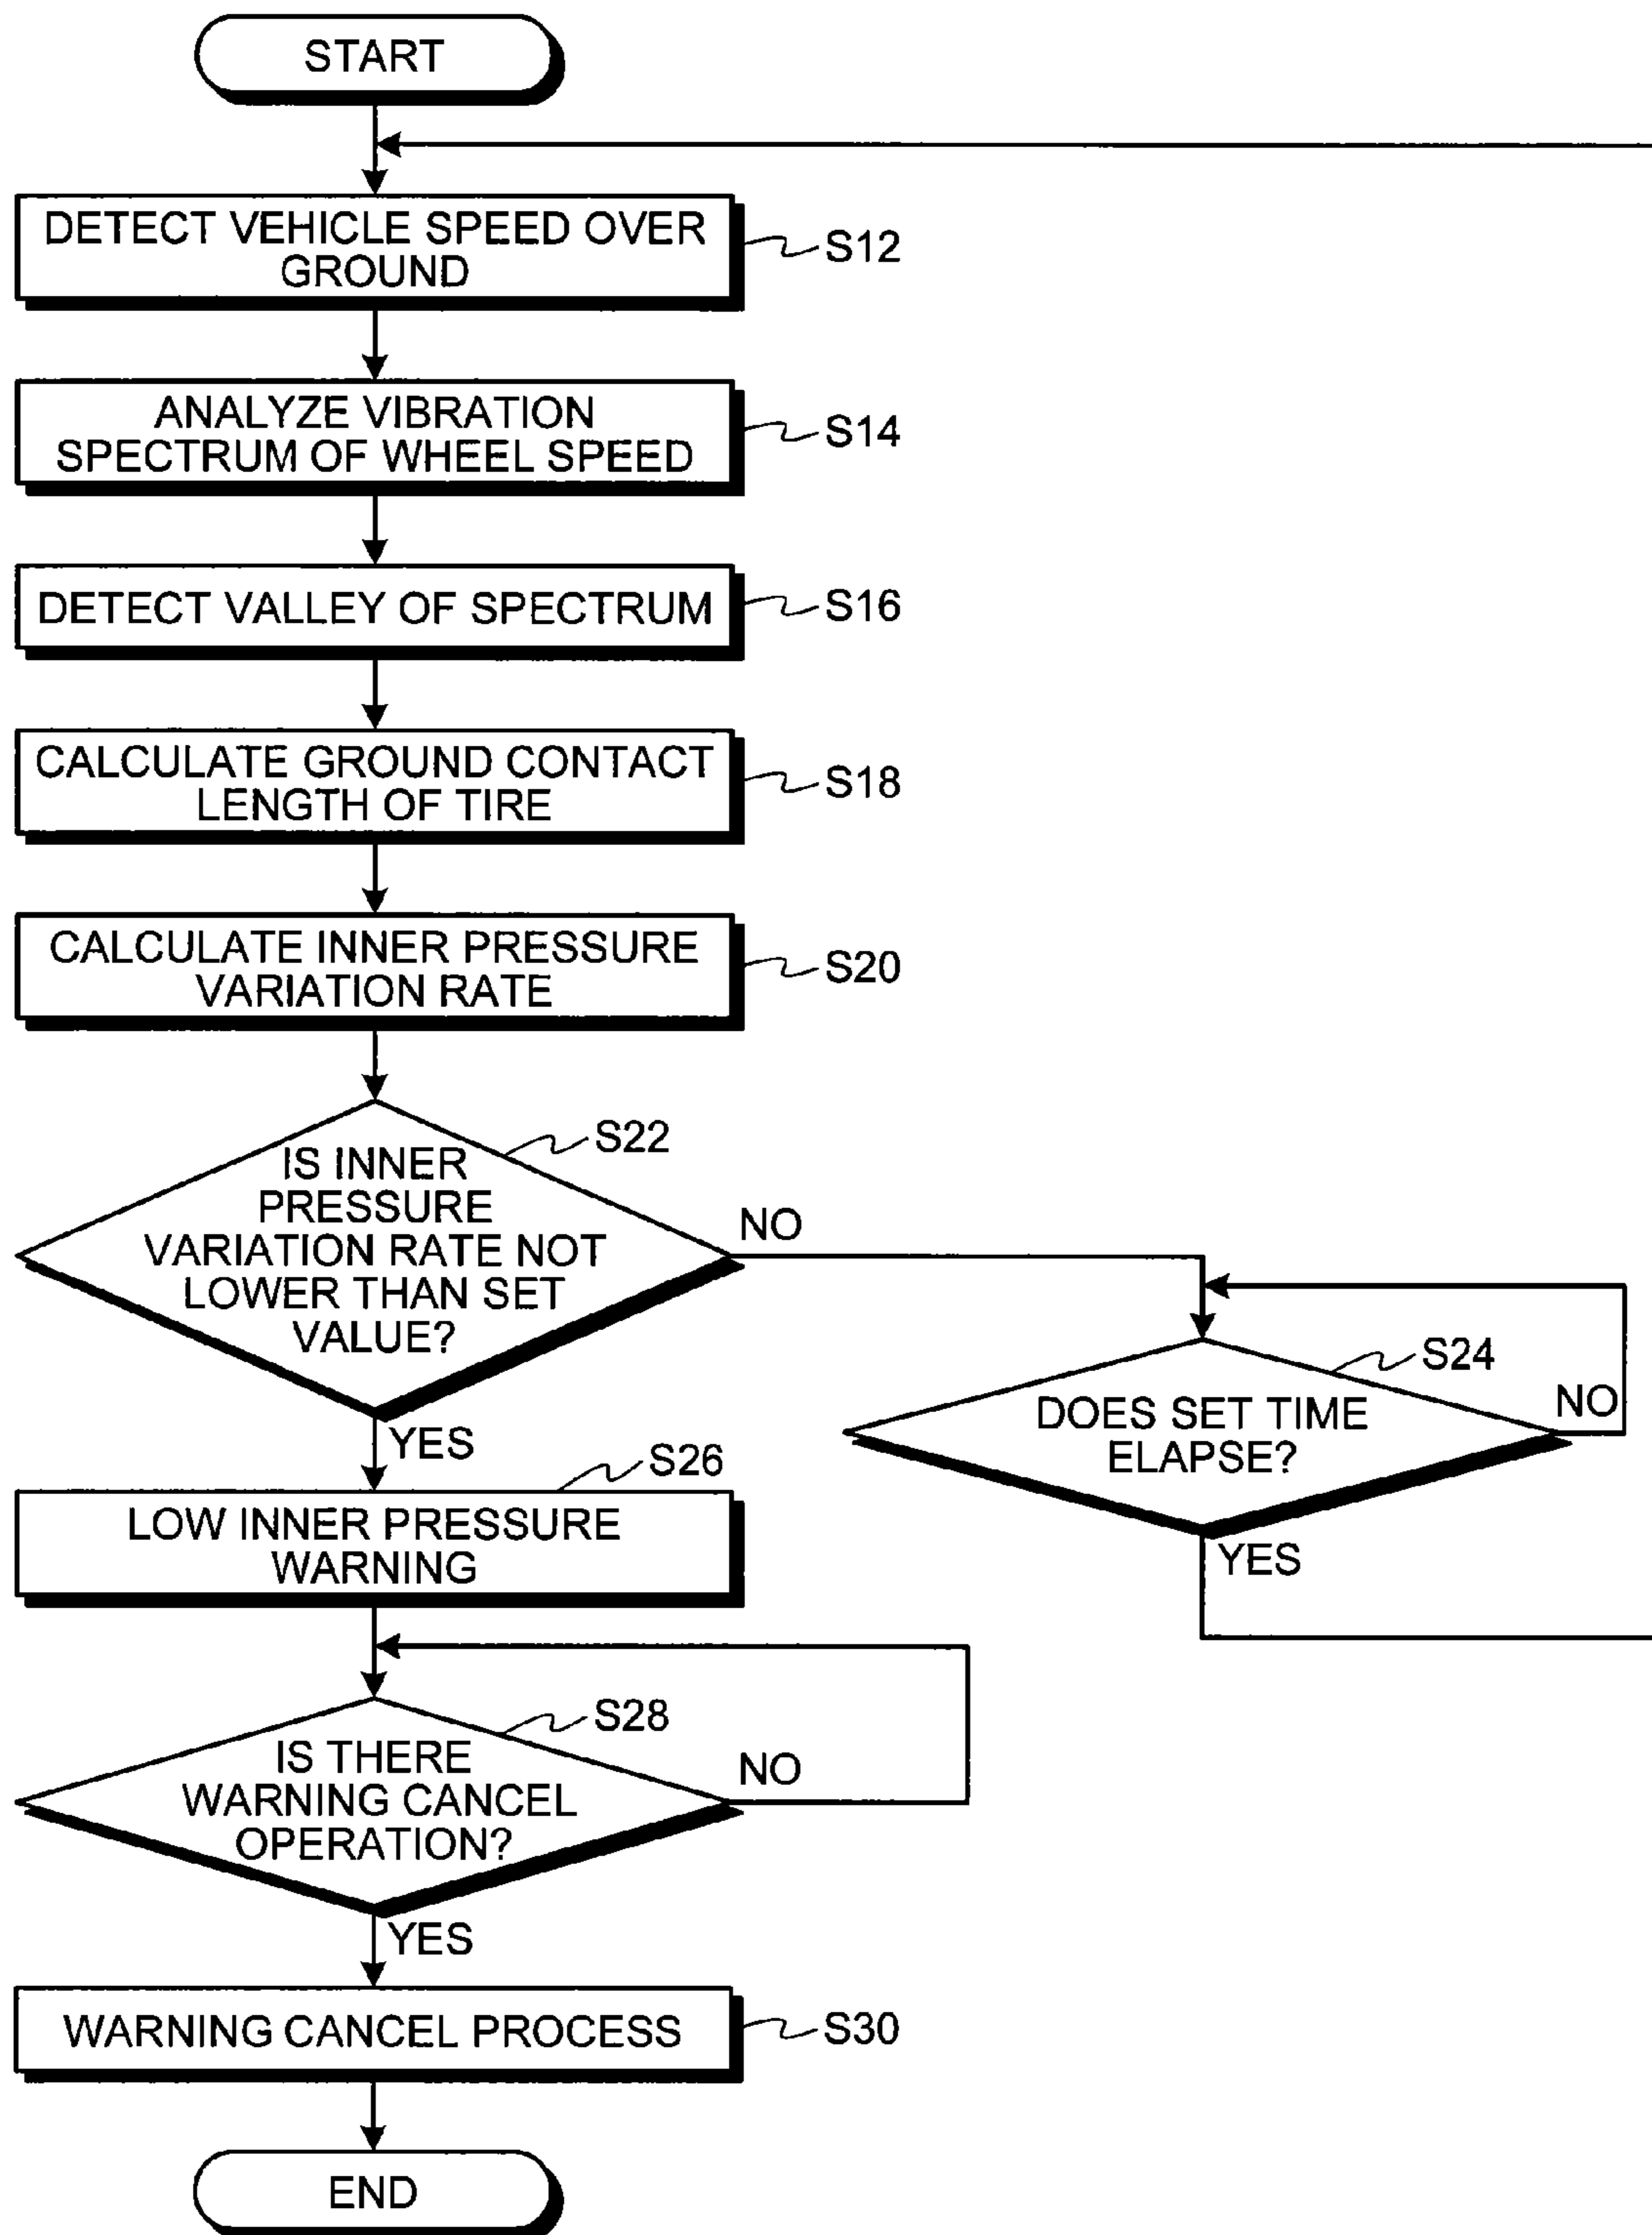 START
DETECT VEHICLE SPEED OVER
GROUND
S12
ANALYZE VIBRATION
SPECTRUM OF WHEEL SPEED
S14
DETECT VALLEY OF SPECTRUM
S16
CALCULATE GROUND CONTACT
LENGTH OF TIRE
S18
CALCULATE INNER PRESSURE
VARIATION RATE
S20
S22
IS INNER
PRESSURE
VARIATION RATE NOT
LOWER THAN SET
VALUE?
NO
YES
S24
DOES SET TIME
ELAPSE?
NO
YES
S26
LOW INNER PRESSURE
WARNING
S28
IS THERE
WARNING CANCEL
OPERATION?
NO
YES
WARNING CANCEL PROCESS
S30
END